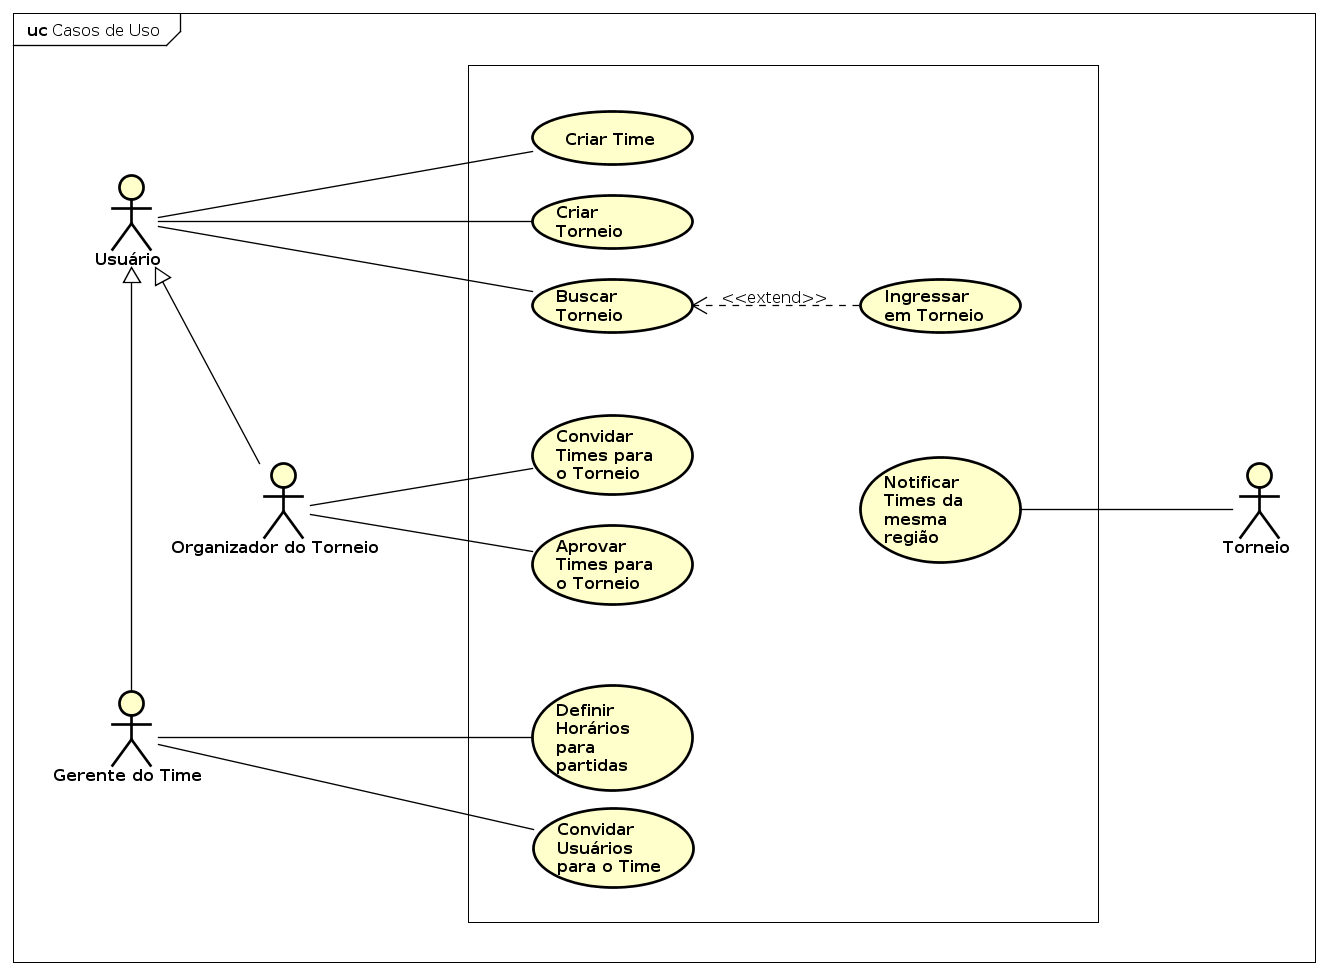 uc Casos de Uso
Criar Time
Criar
Torneio
Usuário
Buscar
Torneio
<<extend>>
Ingressar
em Torneio
Convidar
Times para
o Torneio
Notificar
Times da
mesma
região
Organizador do Torneio
Torneio
Aprovar
Times para
o Torneio
Definir
Horários
para
partidas
Gerente do Time
Convidar
Usuários
para o Time